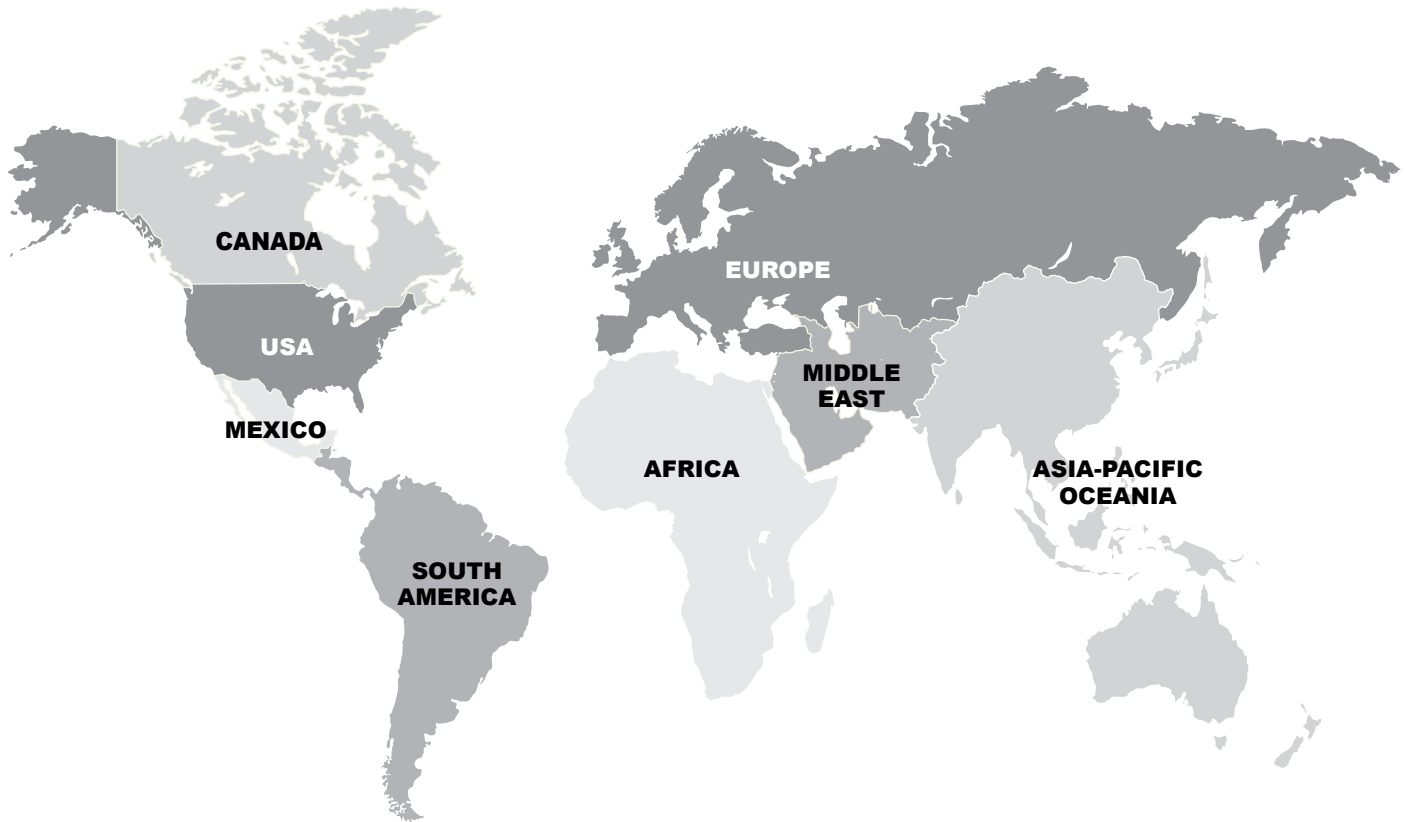 CANADA
EUROPE
USA
MIDDLE
EAST
MEXICO
AFRICA
ASIA-PACIFIC
OCEANIA
SOUTH
AMERICA